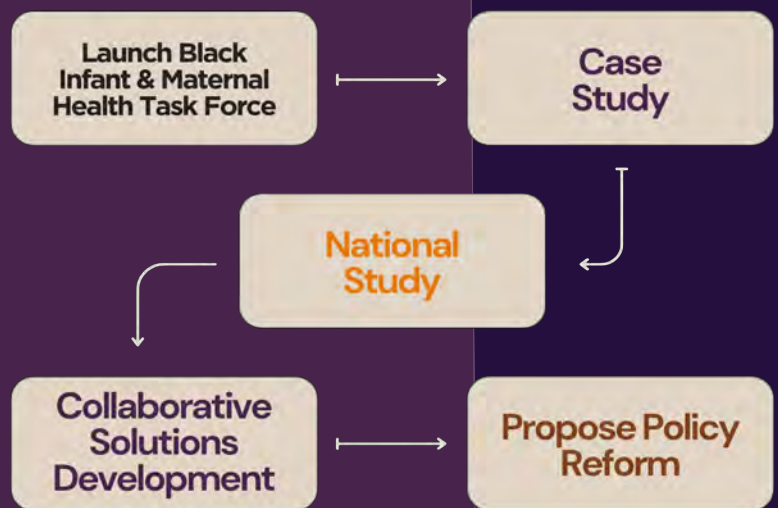 Launch Black
Infant & Maternal
Health Task Force
Case
Study
National
Study
Collaborative
Solutions
Development
Propose Policy
Reform